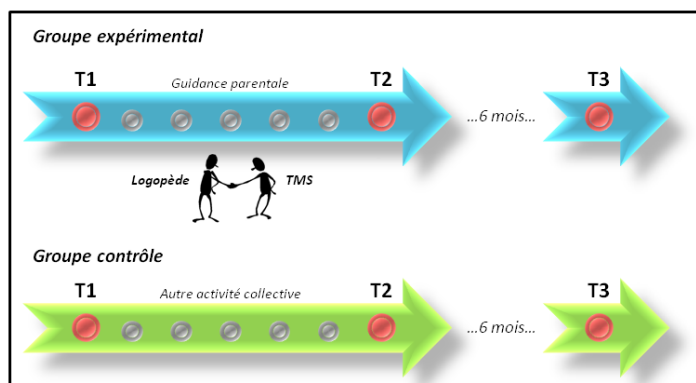 Groupe expérimental
T1 Guidance parentale T2 ...6 mois... T3
Logopède TMS
Groupe contrôle
T1 Autre activité collective T2 ...6 mois... T3